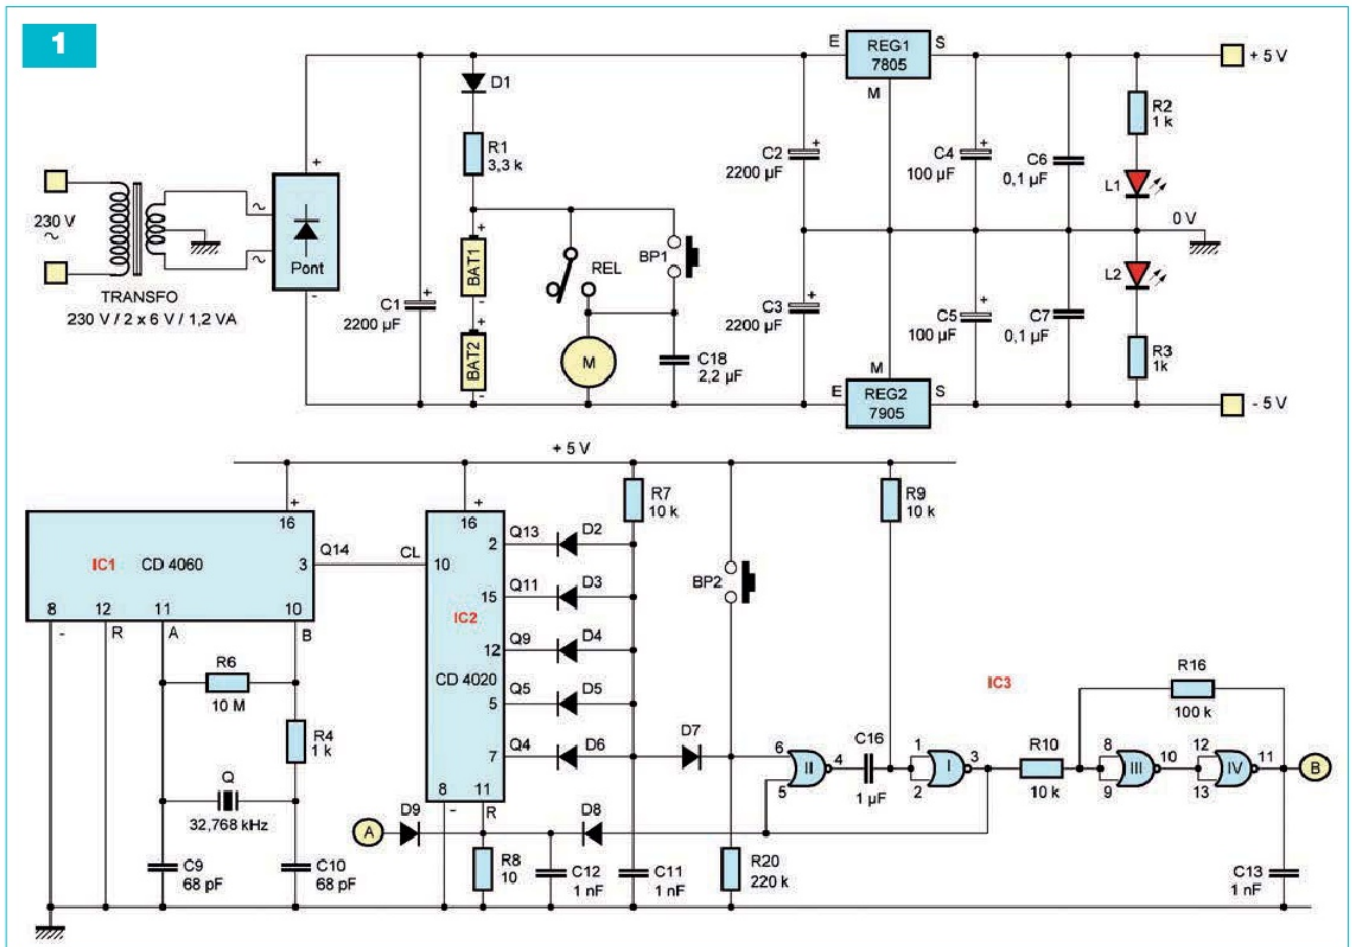 1
E
REG1
7805
S
+ 5 V
M
D1
R1
3,3 k
+
230 V
~
TRANSFO
230 V / 2 x 6 V / 1,2 VA
+
~
~
Pont
-
C1
2200 µF
+
+
BAT1
-
+
BAT2
-
REL
BP1
M
C18
2,2 µF
C2
2200 µF
+
C3
2200 µF
+
C4
100 µF
+
C5
100 µF
+
C6
0,1 µF
C7
0,1 µF
R2
1 k
L1
0 V
L2
R3
1k
M
E
REG2
7905
S
- 5 V
+ 5 V
+
16
IC1 CD 4060
3
Q14
8
12
11
10
-
R
A
B
R6
10 M
R4
1 k
Q
32,768 kHz
C9
68 pF
C10
68 pF
+
16
CL
10
IC2
CD 4020
2
Q13
D2
15
Q11
D3
12
Q9
D4
5
Q5
D5
7
Q4
D6
8
11
-
R
A
D9
D8
R8
10
C12
1 nF
C11
1 nF
R7
10 k
D7
BP2
R20
220 k
R9
10 k
6
5
II
4
C16
1 µF
1
2
I
3
IC3
R10
10 k
R16
100 k
8
9
III
10
12
13
IV
11
B
C13
1 nF